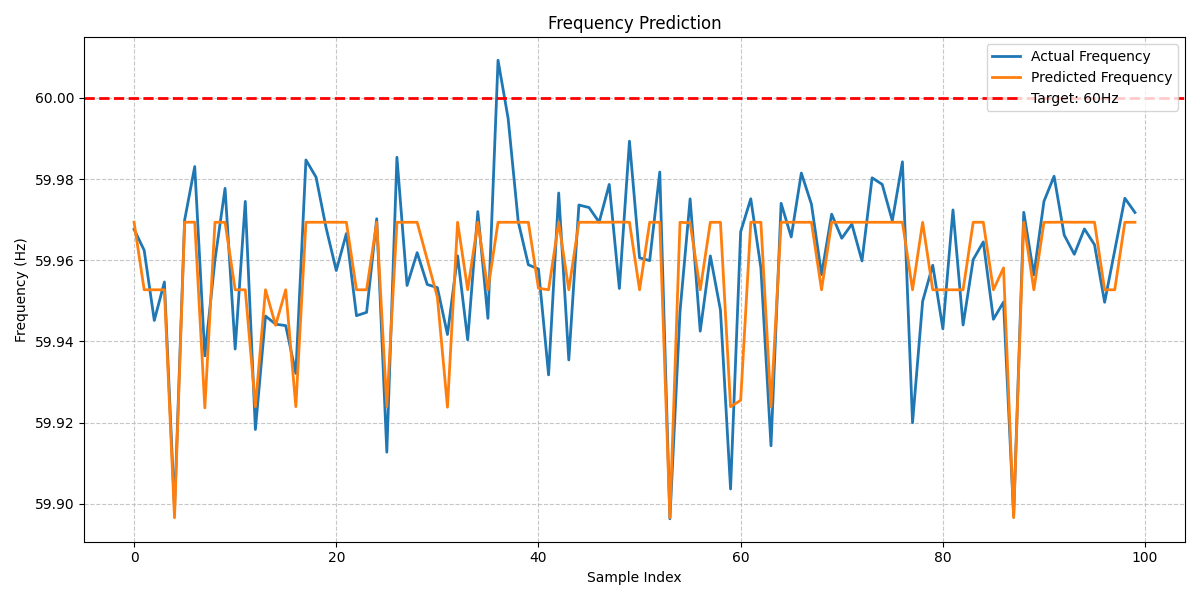 Frequency Prediction
Actual Frequency
Predicted Frequency
Target: 60Hz
Frequency (Hz)
60.00
59.98
59.96
59.94
59.92
59.90
0 20 40 60 80 100
Sample Index